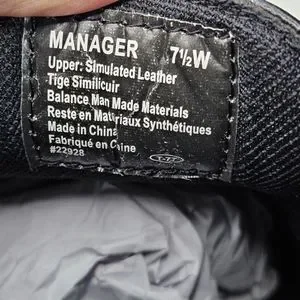 MANAGER 7½W
Upper: Simulated Leather
Tige Similicuir
Balance Man Made Materials
Reste en Matériaux Synthétiques
Made in China
Fabriqué en Chine
#22928